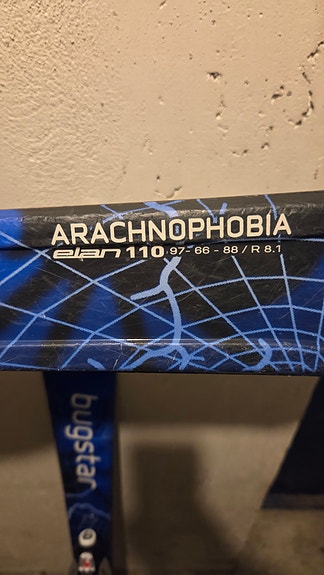 ARACHNOPHOBIA
elan 110 97- 66 - 88 / R 8.1
bugstar